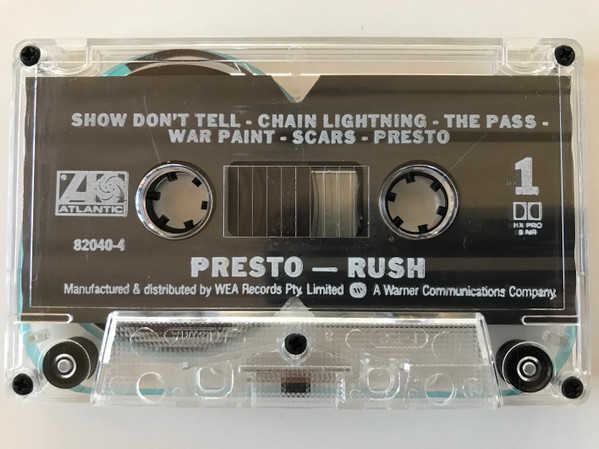 SHOW DON'T TELL - CHAIN LIGHTNING - THE PASS -
WAR PAINT - SCARS - PRESTO
ATLANTIC
1
HX PRO
B NR
82040-4
PRESTO — RUSH
Manufactured & distributed by WEA Records Pty. Limited W A Warner Communications Company.